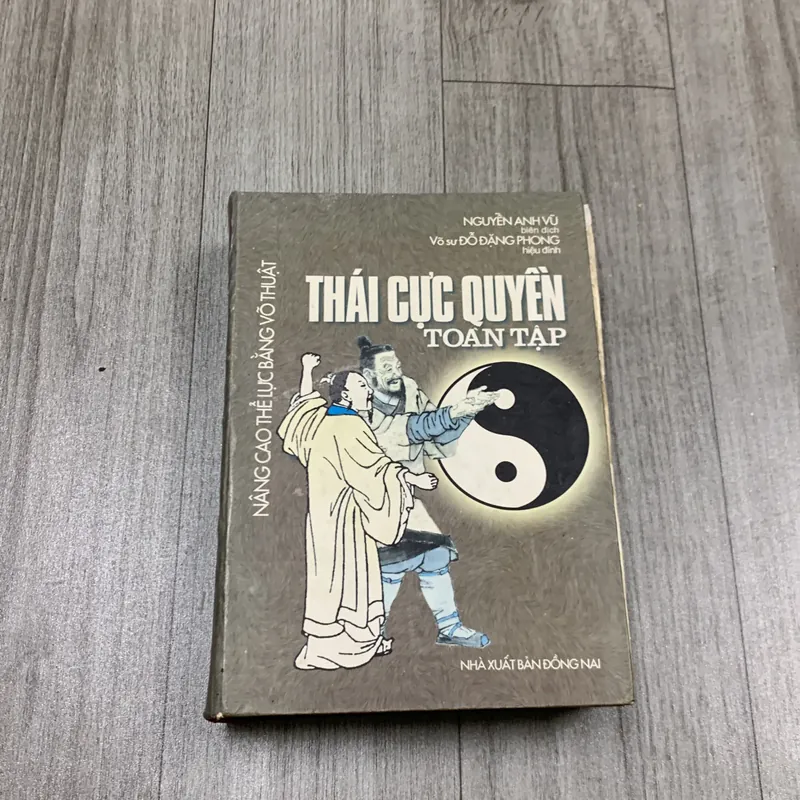 NGUYỄN ANH VŨ
biên dịch
Võ sư ĐỖ ĐẶNG PHONG
hiệu đính
THÁI CỰC QUYỀN
TOÀN TẬP
NÂNG CAO THỂ LỰC BẰNG VÕ THUẬT
NHÀ XUẤT BẢN ĐỒNG NAI